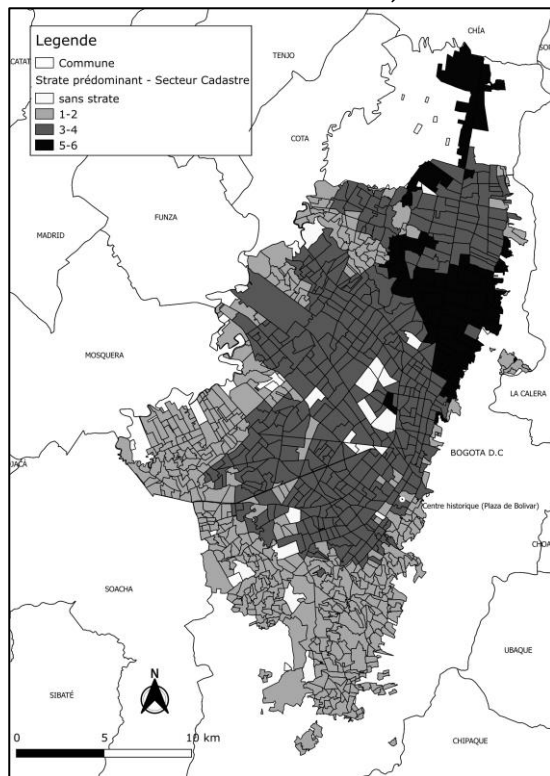 Legende
Commune
Strate prédominant - Secteur Cadastre
sans strate
1-2
3-4
5-6
CHÍA
TENJO
COTA
FUNZA
MADRID
MOSQUERA
LA CALERA
BOGOTA D.C
Centre historique (Plaza de Bolivar)
SOACHA
UBAQUE
SIBATÉ
CHIPAQUE
N
0 5 10 km